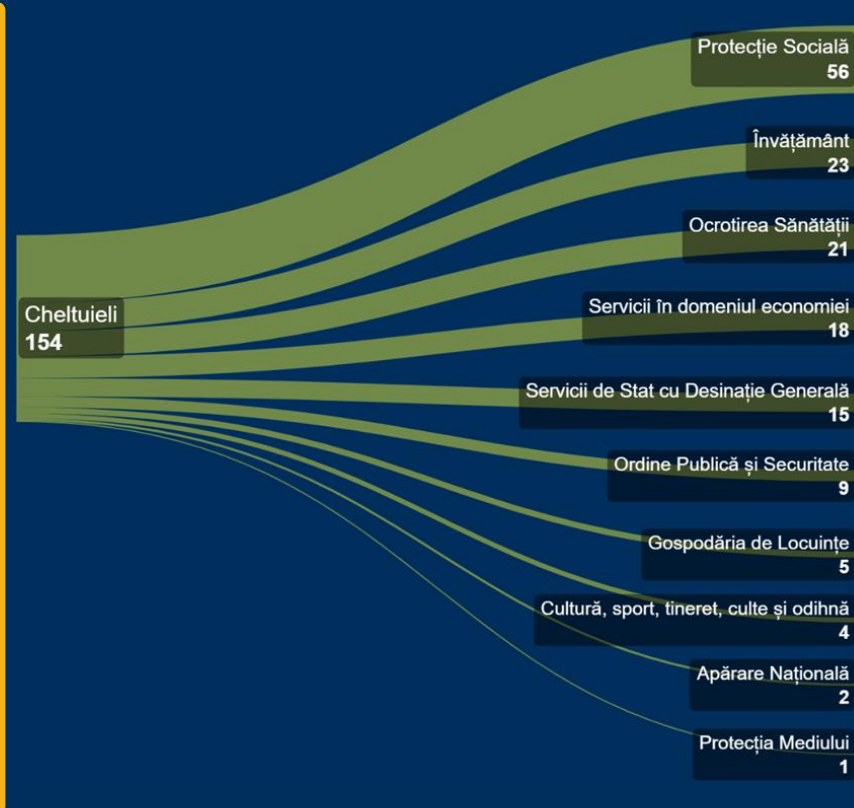 Protecție Socială
56
Învățământ
23
Ocrotirea Sănătății
21
Servicii în domeniul economiei
18
Cheltuieli
154
Servicii de Stat cu Desinație Generală
15
Ordine Publică și Securitate
9
Gospodăria de Locuințe
5
Cultură, sport, tineret, culte și odihnă
4
Apărare Națională
2
Protecția Mediului
1